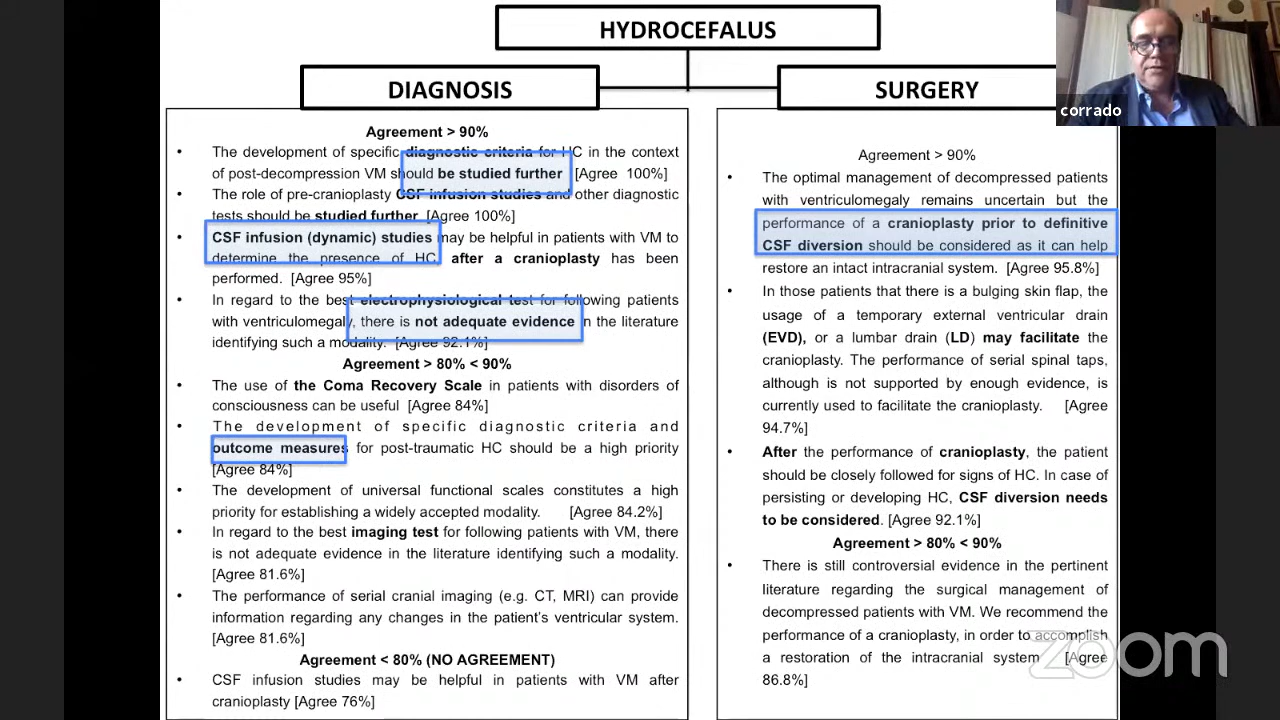 HYDROCEFALUS
DIAGNOSIS
Agreement > 90%
• The development of specific diagnostic criteria for HC in the context
of post-decompression VM should be studied further [Agree 100%]
• The role of pre-cranioplasty CSF infusion studies and other diagnostic
tests should be studied further [Agree 100%]
• CSF infusion (dynamic) studies may be helpful in patients with VM to
determine the presence of HC, after a cranioplasty has been
performed. [Agree 95%]
• In regard to the best electrophysiological test for following patients
with ventriculomegaly, there is not adequate evidence in the literature
identifying such a modality. [Agree 92.1%]
Agreement > 80% < 90%
• The use of the Coma Recovery Scale in patients with disorders of
consciousness can be useful [Agree 84%]
• The development of specific diagnostic criteria and
outcome measures for post-traumatic HC should be a high priority
[Agree 84%]
• The development of universal functional scales constitutes a high
priority for establishing a widely accepted modality. [Agree 84.2%]
• In regard to the best imaging test for following patients with VM, there
is not adequate evidence in the literature identifying such a modality.
[Agree 81.6%]
• The performance of serial cranial imaging (e.g. CT, MRI) can provide
information regarding any changes in the patient's ventricular system.
[Agree 81.6%]
Agreement < 80% (NO AGREEMENT)
• CSF infusion studies may be helpful in patients with VM after
cranioplasty [Agree 76%]
SURGERY
Agreement > 90%
• The optimal management of decompressed patients
with ventriculomegaly remains uncertain but the
performance of a cranioplasty prior to definitive
CSF diversion should be considered as it can help
restore an intact intracranial system. [Agree 95.8%]
• In those patients that there is a bulging skin flap, the
usage of a temporary external ventricular drain
(EVD), or a lumbar drain (LD) may facilitate the
cranioplasty. The performance of serial spinal taps,
although is not supported by enough evidence, is
currently used to facilitate the cranioplasty. [Agree
94.7%]
• After the performance of cranioplasty, the patient
should be closely followed for signs of HC. In case of
persisting or developing HC, CSF diversion needs
to be considered. [Agree 92.1%]
Agreement > 80% < 90%
• There is still controversial evidence in the pertinent
literature regarding the surgical management of
decompressed patients with VM. We recommend the
performance of a cranioplasty, in order to accomplish
a restoration of the intracranial system [Agree
86.8%]
corrado
zoom